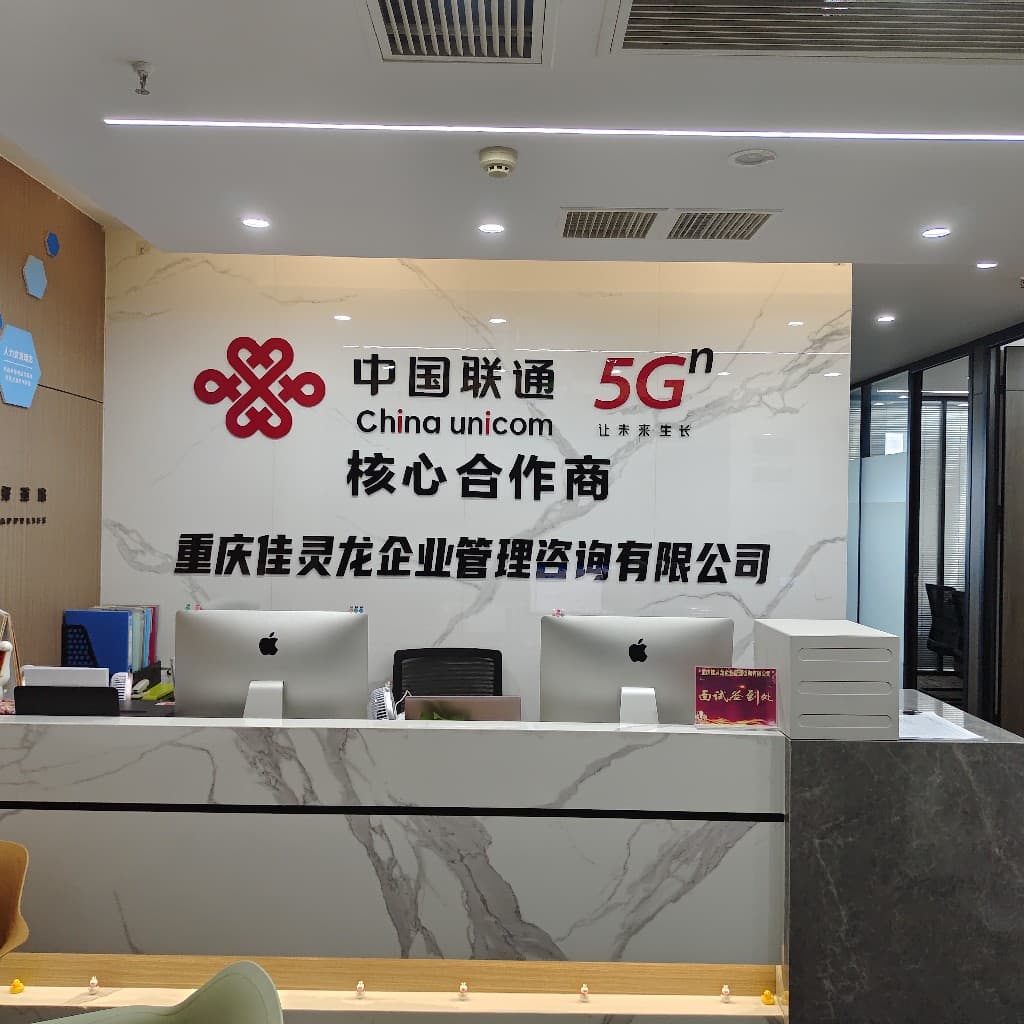 中国联通
China unicom
5Gⁿ
让未来生长
核心合作商
重庆佳灵龙企业管理咨询有限公司
面试签到处